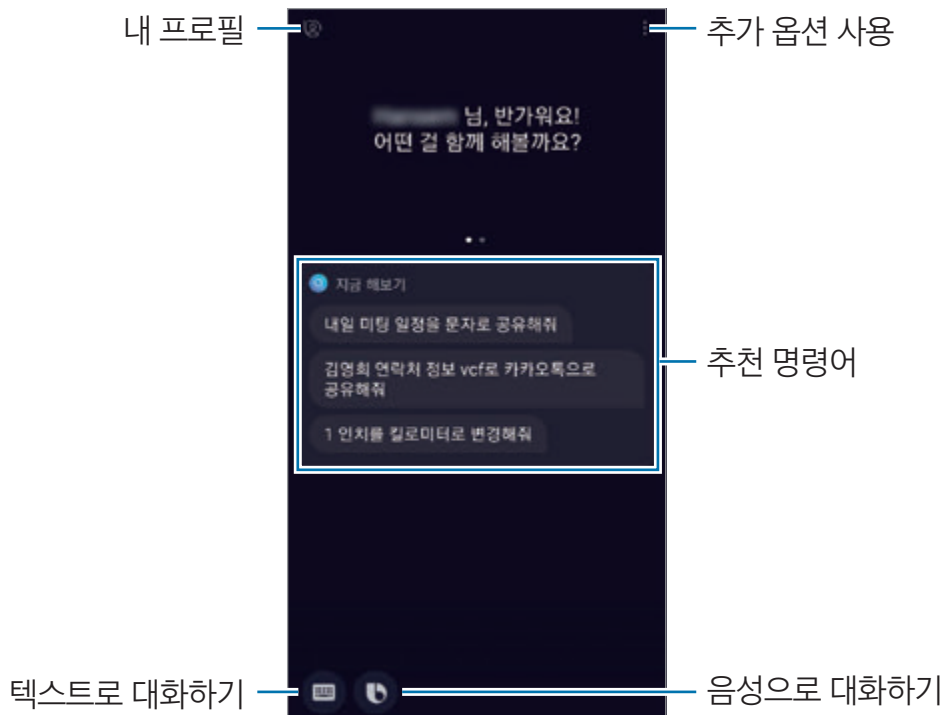 내 프로필
추가 옵션 사용
님, 반가워요!
어떤 걸 함께 해볼까요?
지금 해보기
내일 미팅 일정을 문자로 공유해줘
김영희 연락처 정보 vcf로 카카오톡으로
공유해줘
1 인치를 킬로미터로 변경해줘
추천 명령어
텍스트로 대화하기
음성으로 대화하기